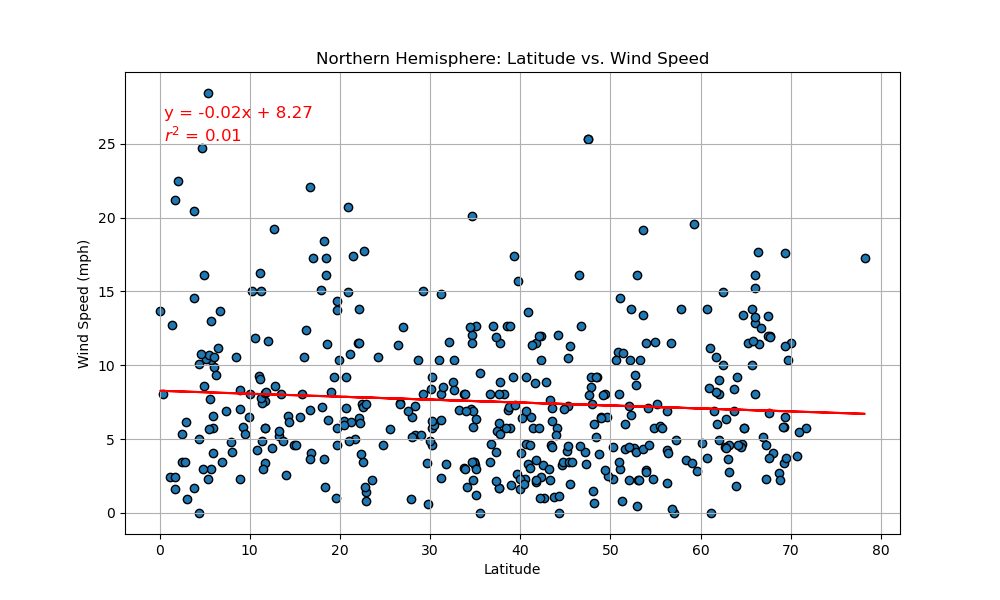 Northern Hemisphere: Latitude vs. Wind Speed
y = -0.02x + 8.27
r² = 0.01
Wind Speed (mph)
25
20
15
10
5
0
0 10 20 30 40 50 60 70 80
Latitude